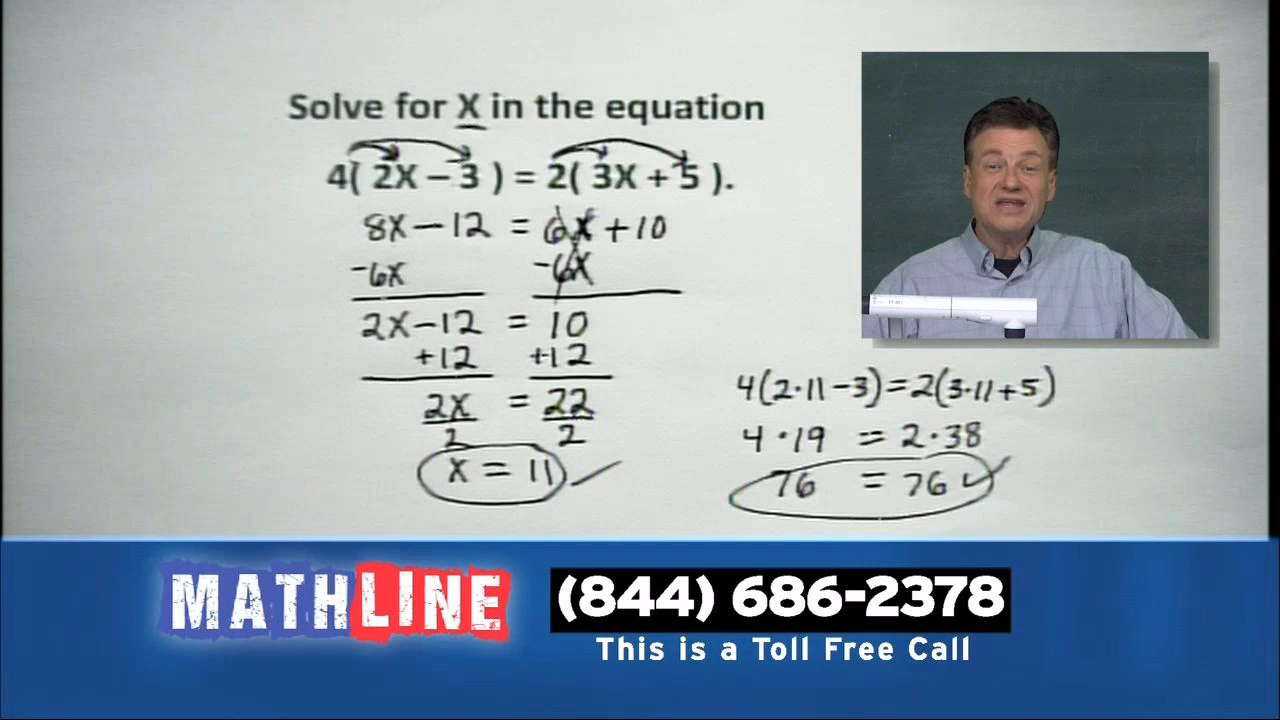 Solve for X in the equation
4( 2X – 3 ) = 2( 3X + 5 ).
8X – 12 = 6X + 10
-6X -6X
2X – 12 = 10
+12 +12
2X = 22
2 2
X = 11 ✓
4(2·11 – 3) = 2(3·11 + 5)
4·19 = 2·38
76 = 76 ✓
MATHLINE
(844) 686-2378
This is a Toll Free Call